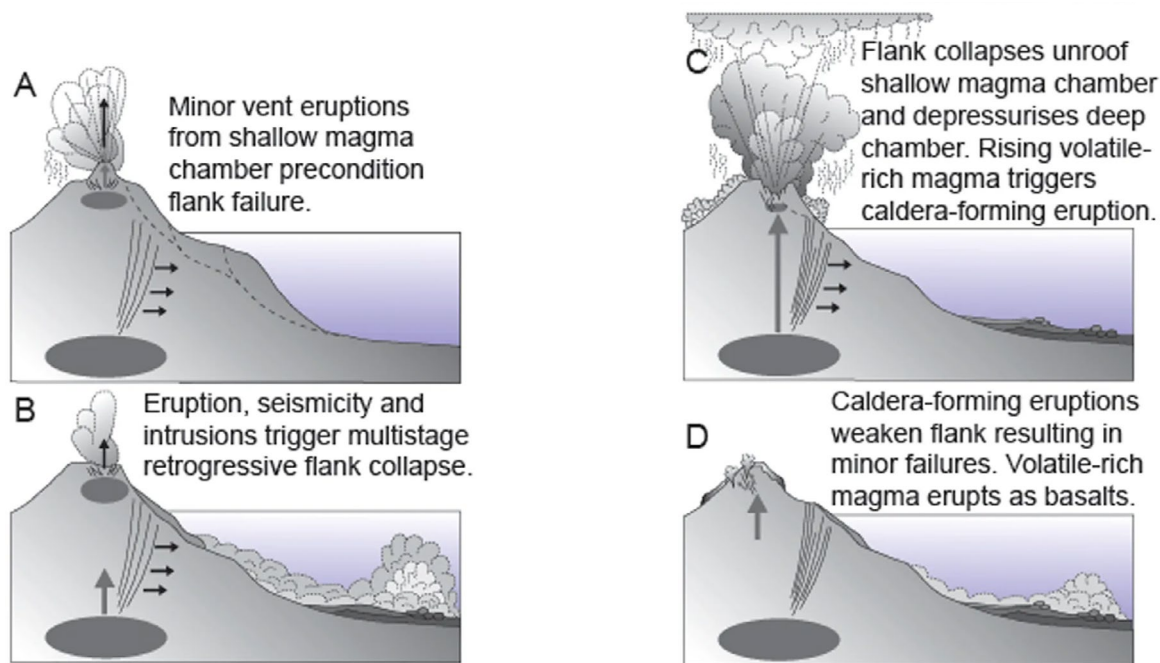 A
Minor vent eruptions
from shallow magma
chamber precondition
flank failure.
B
Eruption, seismicity and
intrusions trigger multistage
retrogressive flank collapse.
C
Flank collapses unroof
shallow magma chamber
and depressurises deep
chamber. Rising volatile-
rich magma triggers
caldera-forming eruption.
D
Caldera-forming eruptions
weaken flank resulting in
minor failures. Volatile-rich
magma erupts as basalts.